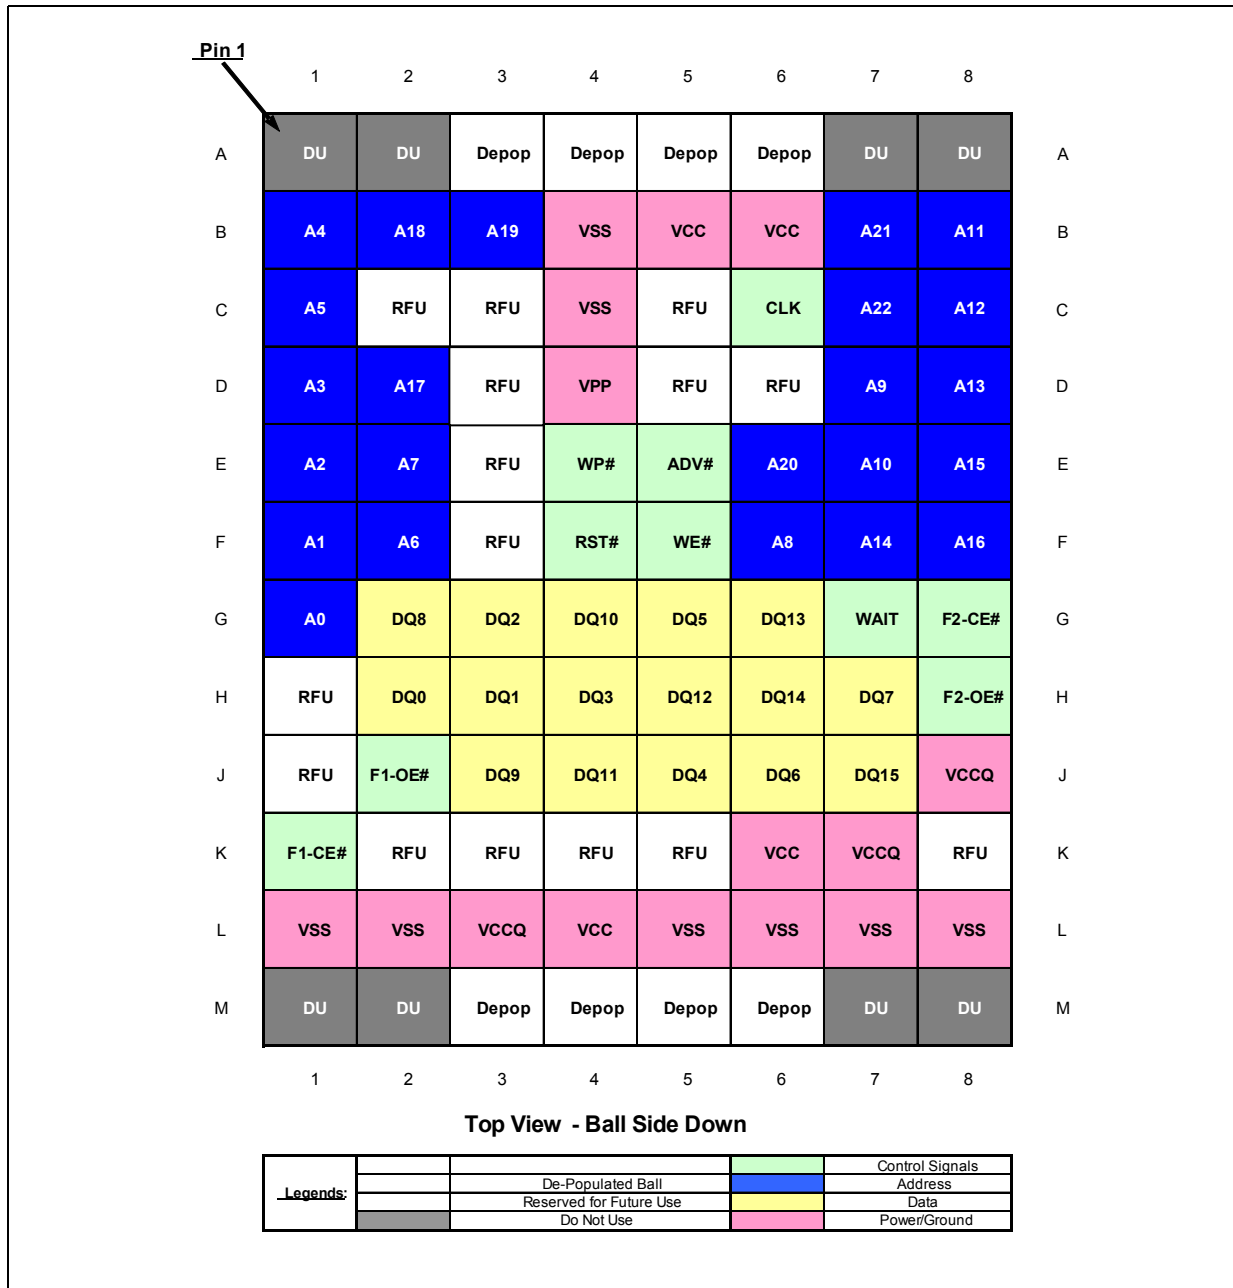 Pin 1
1 2 3 4 5 6 7 8
A DU DU Depop Depop Depop Depop DU DU A
B A4 A18 A19 VSS VCC VCC A21 A11 B
C A5 RFU RFU VSS RFU CLK A22 A12 C
D A3 A17 RFU VPP RFU RFU A9 A13 D
E A2 A7 RFU WP# ADV# A20 A10 A15 E
F A1 A6 RFU RST# WE# A8 A14 A16 F
G A0 DQ8 DQ2 DQ10 DQ5 DQ13 WAIT F2-CE# G
H RFU DQ0 DQ1 DQ3 DQ12 DQ14 DQ7 F2-OE# H
J RFU F1-OE# DQ9 DQ11 DQ4 DQ6 DQ15 VCCQ J
K F1-CE# RFU RFU RFU RFU VCC VCCQ RFU K
L VSS VSS VCCQ VCC VSS VSS VSS VSS L
M DU DU Depop Depop Depop Depop DU DU M
1 2 3 4 5 6 7 8
Top View - Ball Side Down
Legends:
Control Signals
De-Populated Ball Address
Reserved for Future Use Data
Do Not Use Power/Ground